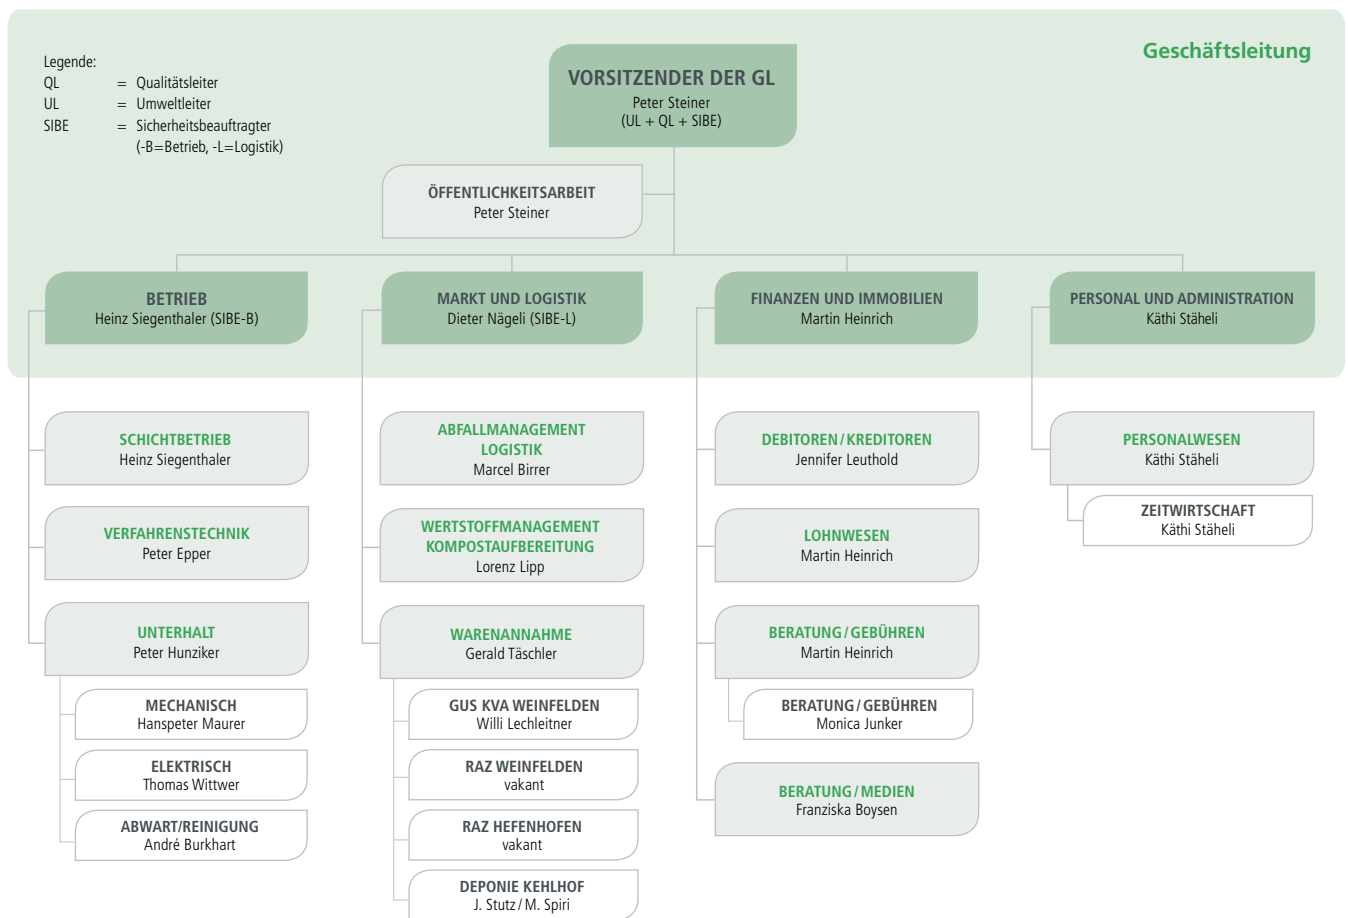 Geschäftsleitung
Legende:
QL = Qualitätsleiter
UL = Umweltleiter
SIBE = Sicherheitsbeauftragter
(-B=Betrieb, -L=Logistik)
VORSITZENDER DER GL
Peter Steiner
(UL + QL + SIBE)
ÖFFENTLICHKEITSARBEIT
Peter Steiner
BETRIEB
Heinz Siegenthaler (SIBE-B)
MARKT UND LOGISTIK
Dieter Nägeli (SIBE-L)
FINANZEN UND IMMOBILIEN
Martin Heinrich
PERSONAL UND ADMINISTRATION
Käthi Stäheli
SCHICHTBETRIEB
Heinz Siegenthaler
VERFAHRENSTECHNIK
Peter Epper
UNTERHALT
Peter Hunziker
MECHANISCH
Hanspeter Maurer
ELEKTRISCH
Thomas Wittwer
ABWART/REINIGUNG
André Burkhart
ABFALLMANAGEMENT
LOGISTIK
Marcel Birrer
WERTSTOFFMANAGEMENT
KOMPOSTAUFBEREITUNG
Lorenz Lipp
WARENANNAHME
Gerald Täschler
GUS KVA WEINFELDEN
Willi Lechleitner
RAZ WEINFELDEN
vakant
RAZ HEFENHOFEN
vakant
DEPONIE KEHLHOF
J. Stutz / M. Spiri
DEBITOREN / KREDITOREN
Jennifer Leuthold
LOHNWESEN
Martin Heinrich
BERATUNG / GEBÜHREN
Martin Heinrich
BERATUNG / GEBÜHREN
Monica Junker
BERATUNG / MEDIEN
Franziska Boysen
PERSONALWESEN
Käthi Stäheli
ZEITWIRTSCHAFT
Käthi Stäheli